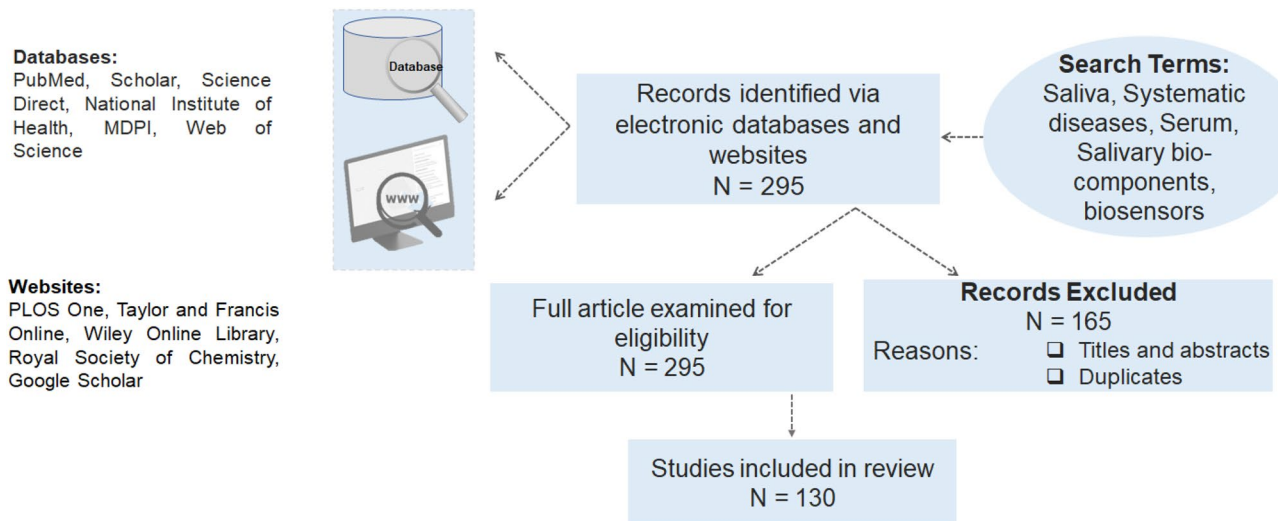 Databases:
PubMed, Scholar, Science
Direct, National Institute of
Health, MDPI, Web of
Science
Websites:
PLOS One, Taylor and Francis
Online, Wiley Online Library,
Royal Society of Chemistry,
Google Scholar
Database
www
Records identified via
electronic databases and
websites
N = 295
Search Terms:
Saliva, Systematic
diseases, Serum,
Salivary bio-
components,
biosensors
Full article examined for
eligibility
N = 295
Records Excluded
N = 165
Reasons: ❑ Titles and abstracts
❑ Duplicates
Studies included in review
N = 130